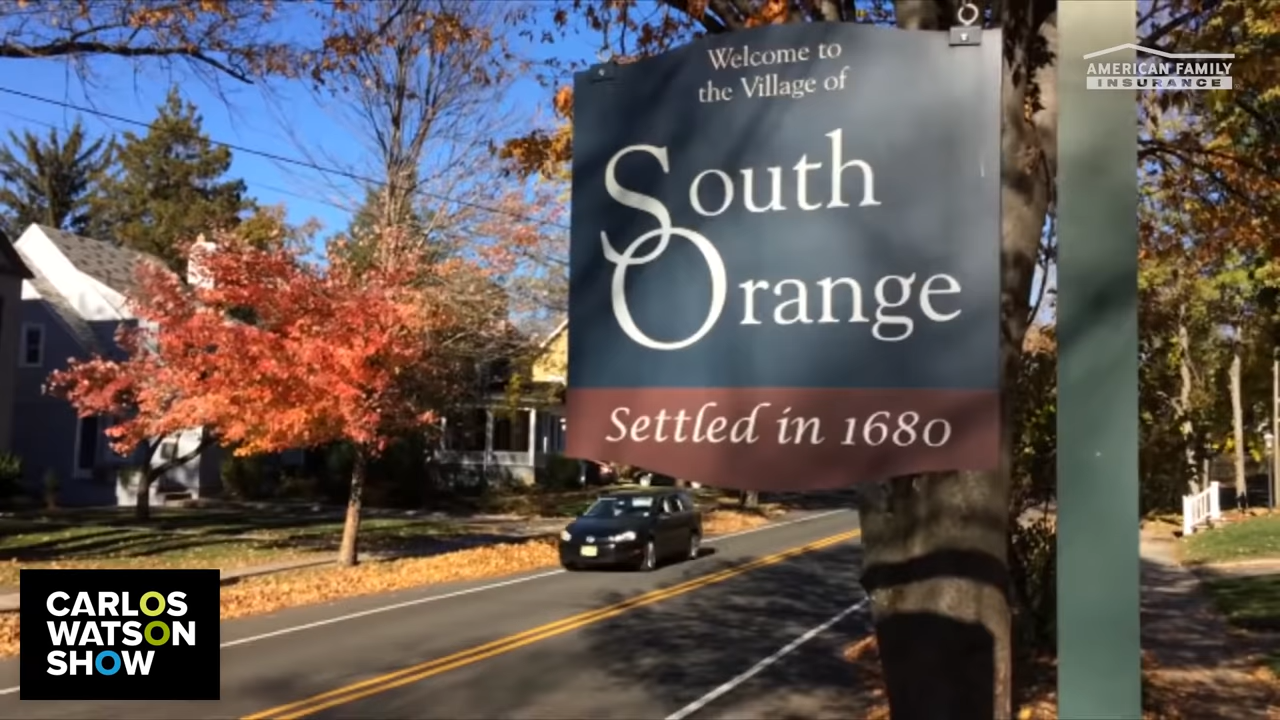 Welcome to
the Village of
South
Orange
Settled in 1680
AMERICAN FAMILY
INSURANCE
CARLOS
WATSON
SHOW